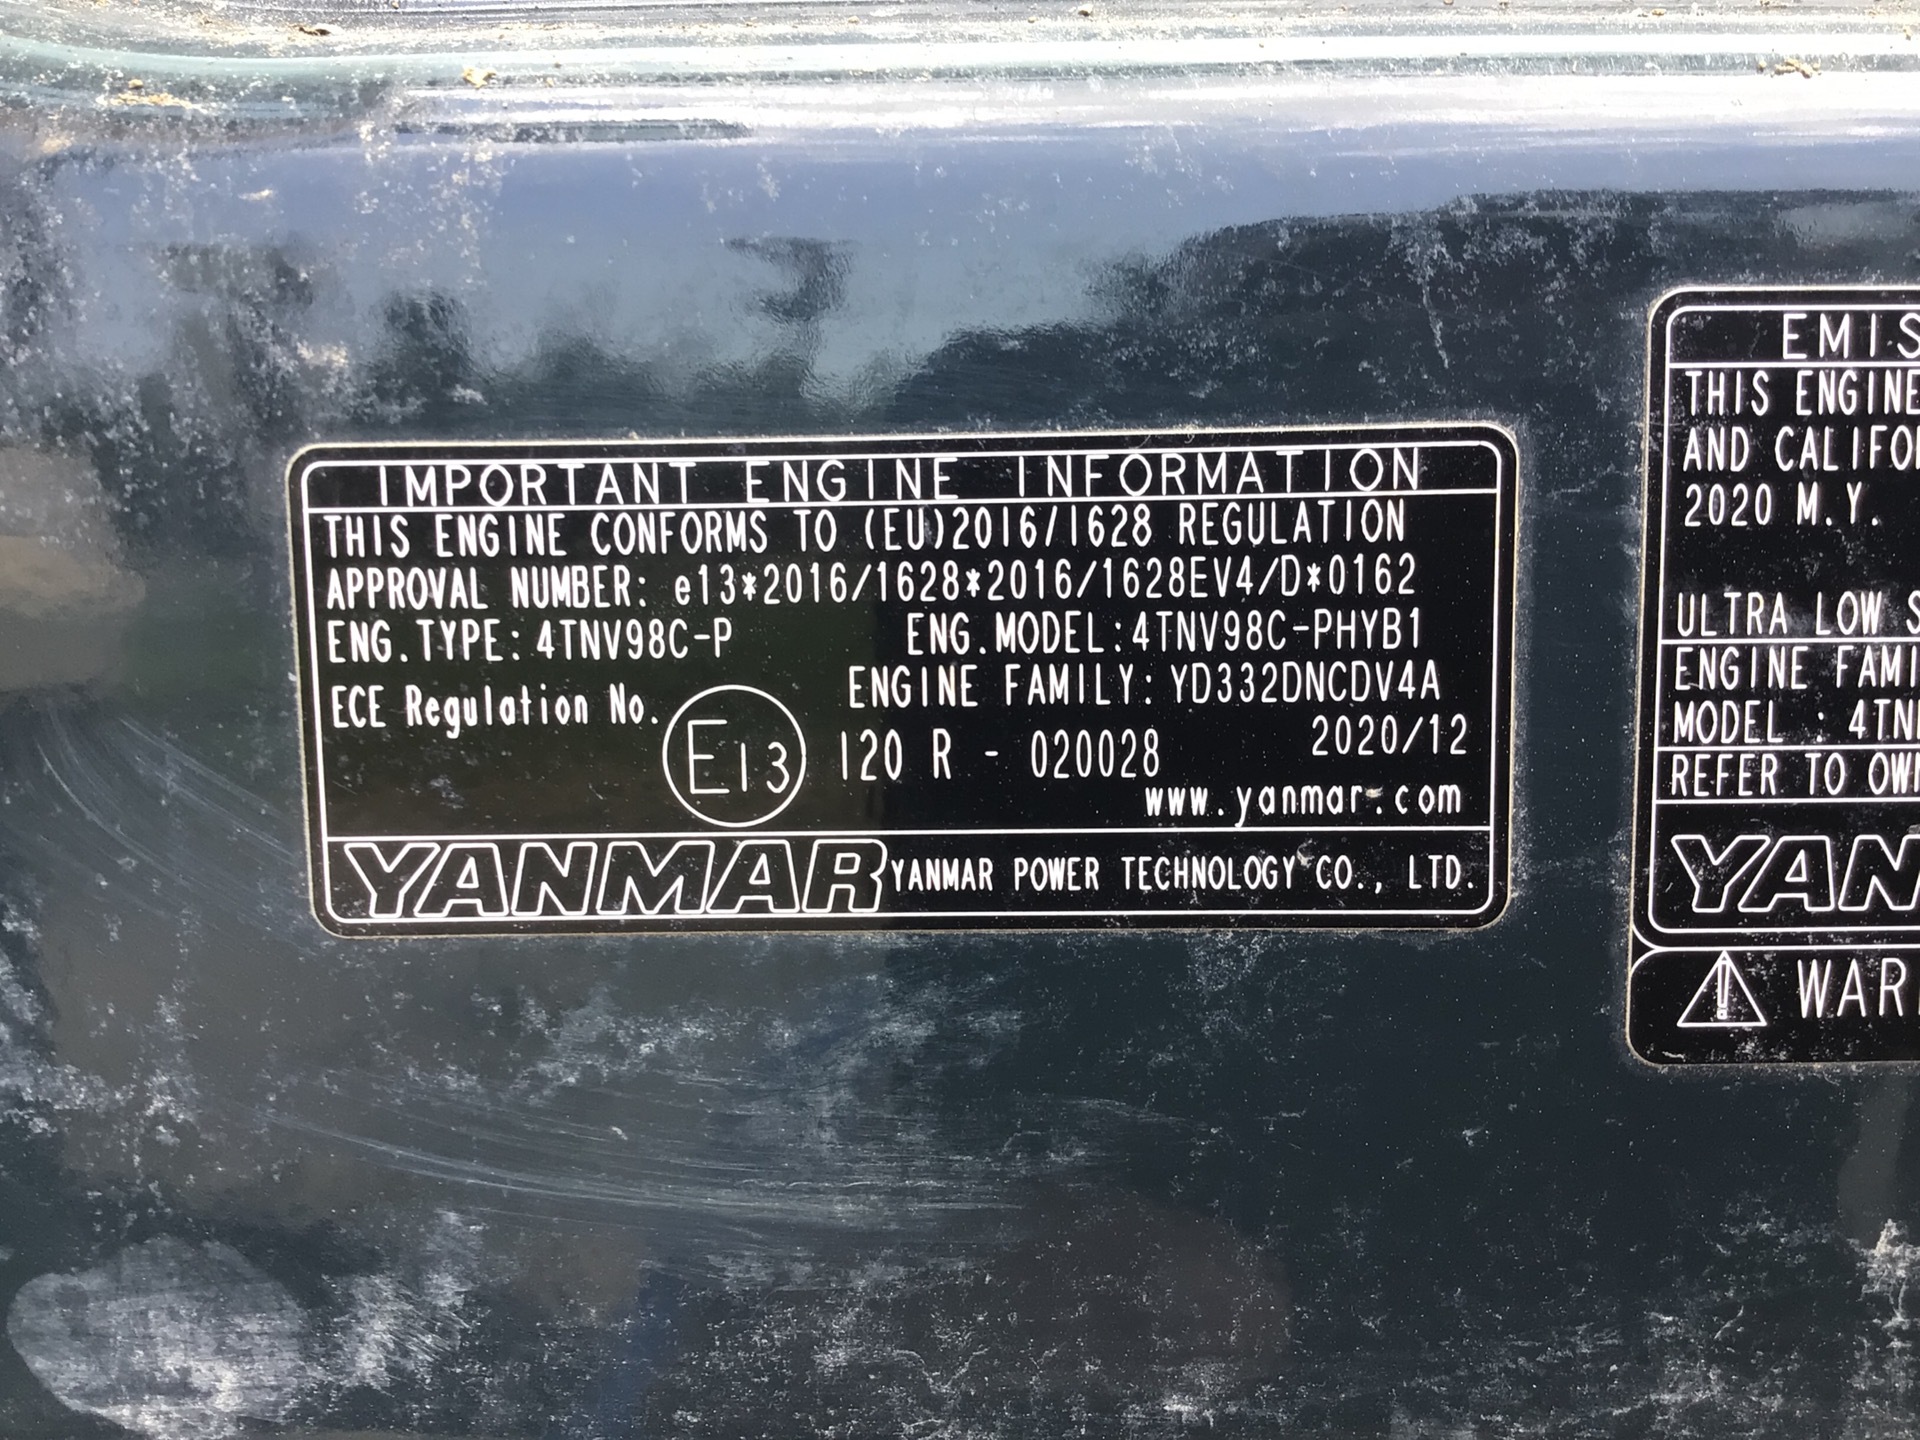 IMPORTANT ENGINE INFORMATION
THIS ENGINE CONFORMS TO (EU)2016/1628 REGULATION
APPROVAL NUMBER: e13*2016/1628*2016/1628EV4/D*0162
ENG.TYPE: 4TNV98C-P ENG.MODEL:4TNV98C-PHYB1
ENGINE FAMILY: YD332DNCDV4A
ECE Regulation No. E13 120 R - 020028 2020/12
www.yanmar.com
YANMAR YANMAR POWER TECHNOLOGY CO., LTD.
EMIS
THIS ENGINE
AND CALIFO
2020 M.Y.
ULTRA LOW S
ENGINE FAMI
MODEL : 4TN
REFER TO OW
YAN
WAR